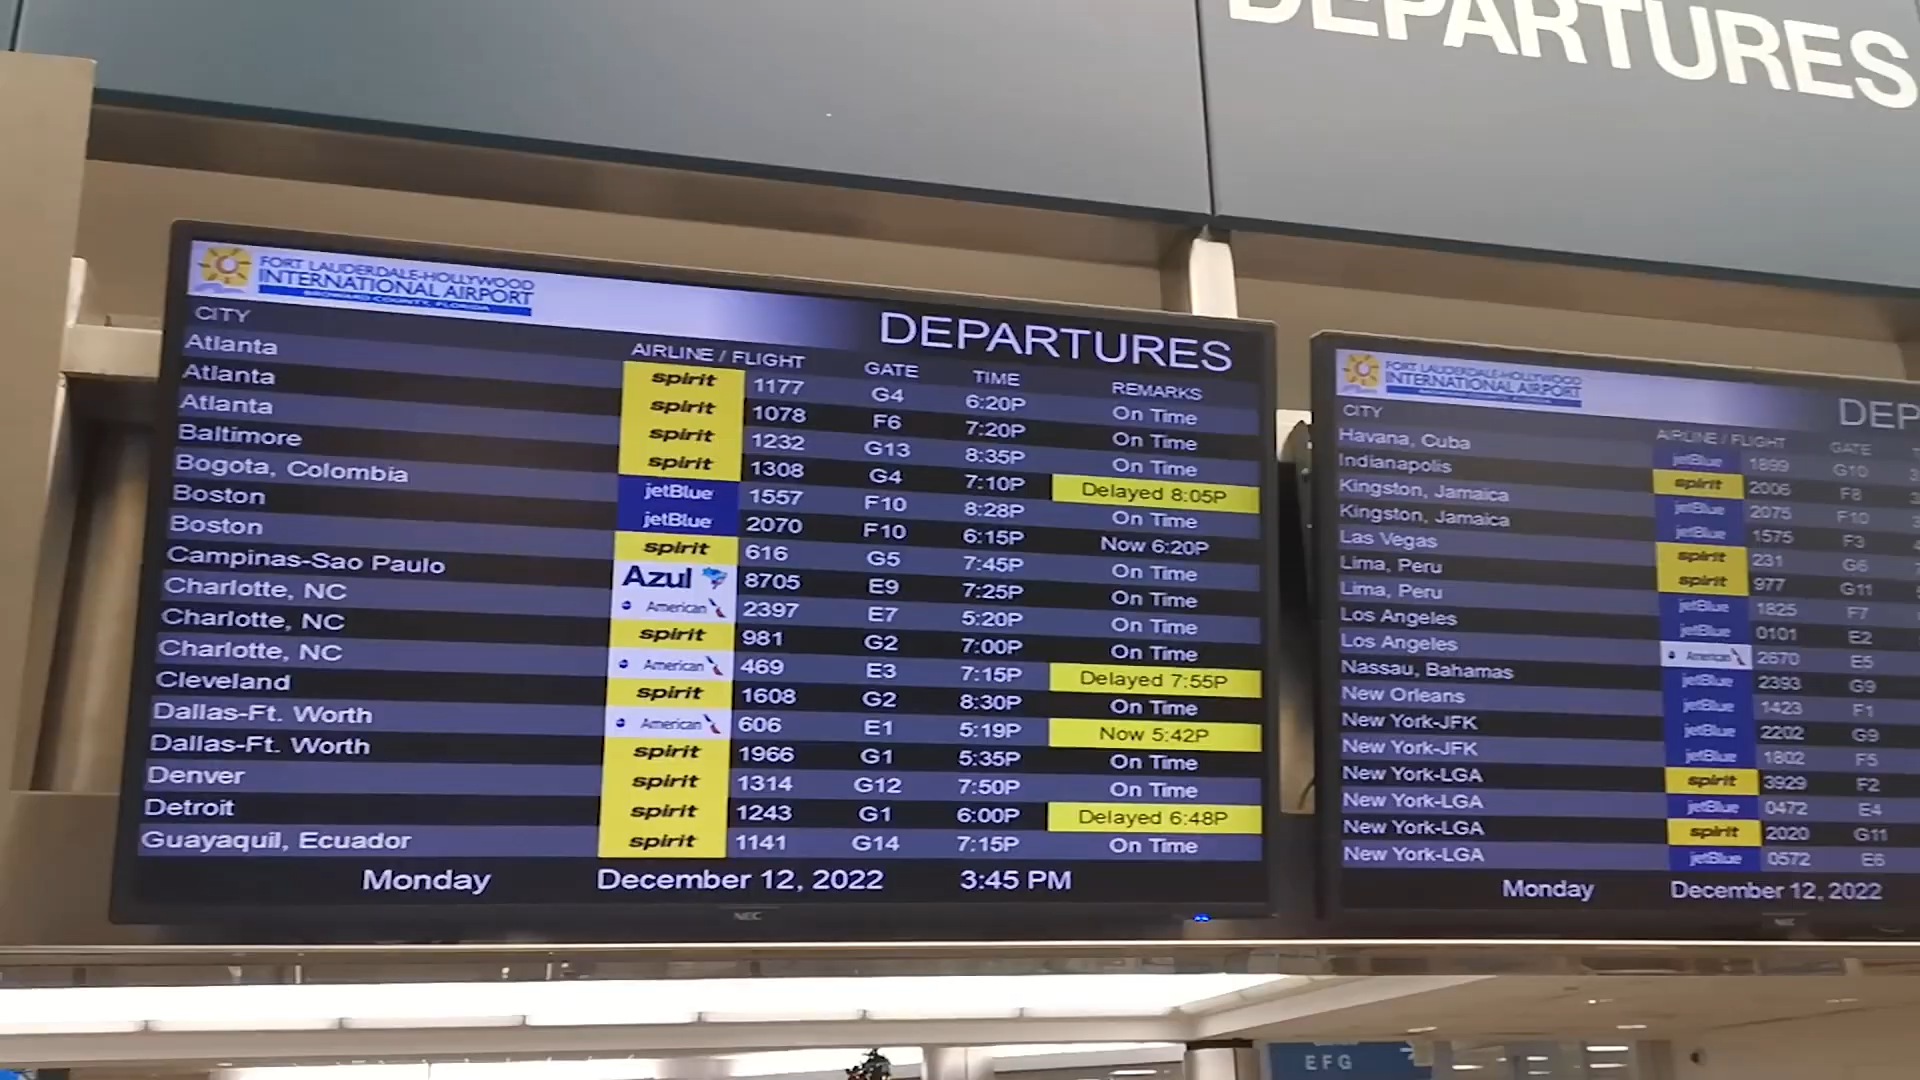 DEPARTURES
FORT LAUDERDALE-HOLLYWOOD
INTERNATIONAL AIRPORT
BROWARD COUNTY, FLORIDA
DEPARTURES
CITY AIRLINE / FLIGHT GATE TIME REMARKS
Atlanta spirit 1177 G4 6:20P On Time
Atlanta spirit 1078 F6 7:20P On Time
Atlanta spirit 1232 G13 8:35P On Time
Baltimore spirit 1308 G4 7:10P Delayed 8:05P
Bogota, Colombia jetBlue 1557 F10 8:28P On Time
Boston jetBlue 2070 F10 6:15P Now 6:20P
Boston spirit 616 G5 7:45P On Time
Campinas-Sao Paulo Azul 8705 E9 7:25P On Time
Charlotte, NC American 2397 E7 5:20P On Time
Charlotte, NC spirit 981 G2 7:00P On Time
Charlotte, NC American 469 E3 7:15P Delayed 7:55P
Cleveland spirit 1608 G2 8:30P On Time
Dallas-Ft. Worth American 606 E1 5:19P Now 5:42P
Dallas-Ft. Worth spirit 1966 G1 5:35P On Time
Denver spirit 1314 G12 7:50P On Time
Detroit spirit 1243 G1 6:00P Delayed 6:48P
Guayaquil, Ecuador spirit 1141 G14 7:15P On Time
Monday December 12, 2022 3:45 PM
NEC
FORT LAUDERDALE-HOLLYWOOD
INTERNATIONAL AIRPORT
DEP
CITY AIRLINE / FLIGHT GATE
Havana, Cuba jetBlue 1899 G10
Indianapolis spirit 2006 F8
Kingston, Jamaica jetBlue 2075 F10
Kingston, Jamaica jetBlue 1575 F3
Las Vegas spirit 231 G6
Lima, Peru spirit 977 G11
Lima, Peru jetBlue 1825 F7
Los Angeles jetBlue 0101 E2
Los Angeles American 2670 E5
Nassau, Bahamas jetBlue 2393 G9
New Orleans jetBlue 1423 F1
New York-JFK jetBlue 2202 G9
New York-JFK jetBlue 1802 F5
New York-LGA spirit 3929 F2
New York-LGA jetBlue 0472 E4
New York-LGA spirit 2020 G11
New York-LGA jetBlue 0572 E6
Monday December 12, 2022
NEC
E F G